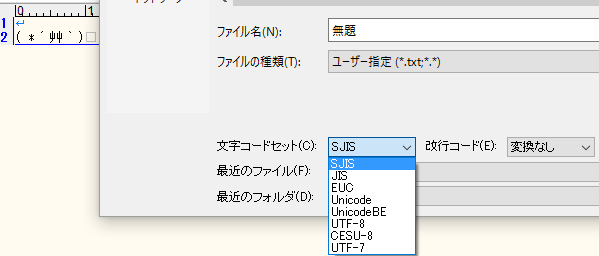 0 1
1 ↵
2 ( *´艸`)□
ファイル名(N): 無題
ファイルの種類(T): ユーザー指定 (*.txt;*.*)
文字コードセット(C): SJIS 改行コード(E): 変換なし
SJIS
最近のファイル(F):
JIS
EUC
最近のフォルダ(D):
Unicode
UnicodeBE
UTF-8
CESU-8
UTF-7